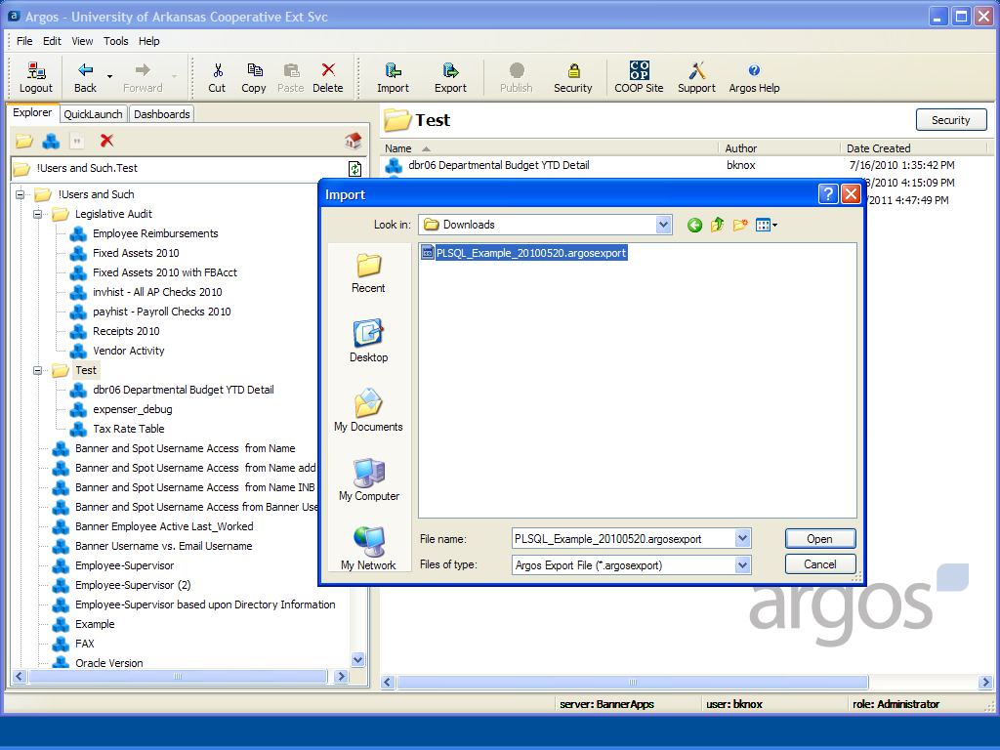 Argos - University of Arkansas Cooperative Ext Svc
File Edit View Tools Help
Logout Back Forward Cut Copy Paste Delete Import Export Publish Security COOP Site Support Argos Help
CO
OP
Explorer QuickLaunch Dashboards
!Users and Such.Test
!Users and Such
Legislative Audit
Employee Reimbursements
Fixed Assets 2010
Fixed Assets 2010 with FBAcct
invhist - All AP Checks 2010
payhist - Payroll Checks 2010
Receipts 2010
Vendor Activity
Test
dbr06 Departmental Budget YTD Detail
expenser_debug
Tax Rate Table
Banner and Spot Username Access from Name
Banner and Spot Username Access from Name add
Banner and Spot Username Access from Name INB
Banner and Spot Username Access from Banner Use
Banner Employee Active Last_Worked
Banner Username vs. Email Username
Employee-Supervisor
Employee-Supervisor (2)
Employee-Supervisor based upon Directory Information
Example
FAX
Oracle Version
Test
Security
Name Author Date Created
dbr06 Departmental Budget YTD Detail bknox 7/16/2010 1:35:42 PM
/2010 4:15:09 PM
/2011 4:47:49 PM
Import
Look in: Downloads
PLSQL_Example_20100520.argosexport
Recent
Desktop
My Documents
My Computer
My Network
File name: PLSQL_Example_20100520.argosexport Open
Files of type: Argos Export File (*.argosexport) Cancel
argos
server: BannerApps user: bknox role: Administrator